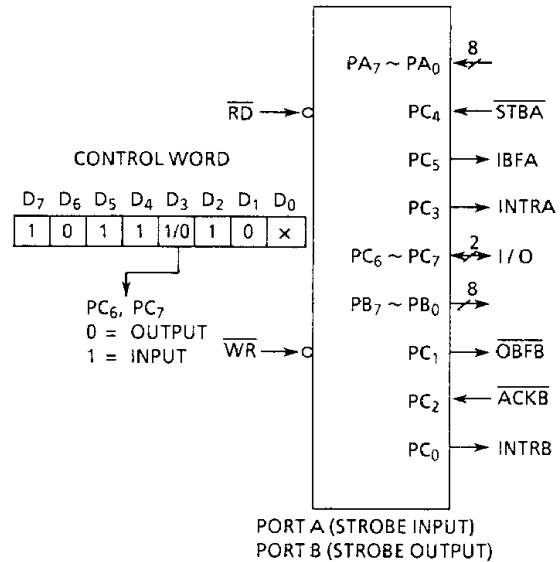 8
PA₇ ~ PA₀
RD
PC₄ STBA
CONTROL WORD
PC₅ IBFA
D₇ D₆ D₅ D₄ D₃ D₂ D₁ D₀
PC₃ INTRA
1 0 1 1 1/0 1 0 ×
2
PC₆ ~ PC₇ I/O
8
PC₆, PC₇
PB₇ ~ PB₀
0 = OUTPUT
1 = INPUT
WR
PC₁ OBFB
PC₂ ACKB
PC₀ INTRB
PORT A (STROBE INPUT)
PORT B (STROBE OUTPUT)